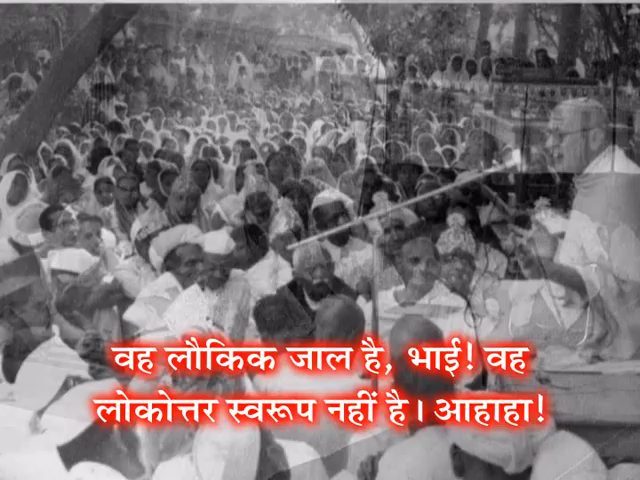 वह लौकिक जाल है, भाई! वह
लोकोत्तर स्वरूप नहीं है। आहाहा!